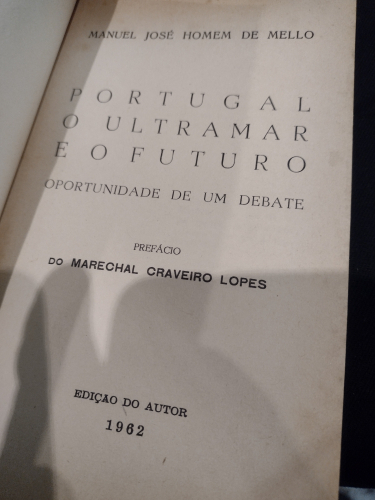 MANUEL JOSÉ HOMEM DE MELLO
PORTUGAL
O ULTRAMAR
E O FUTURO
OPORTUNIDADE DE UM DEBATE
PREFÁCIO
DO MARECHAL CRAVEIRO LOPES
EDIÇÃO DO AUTOR
1962